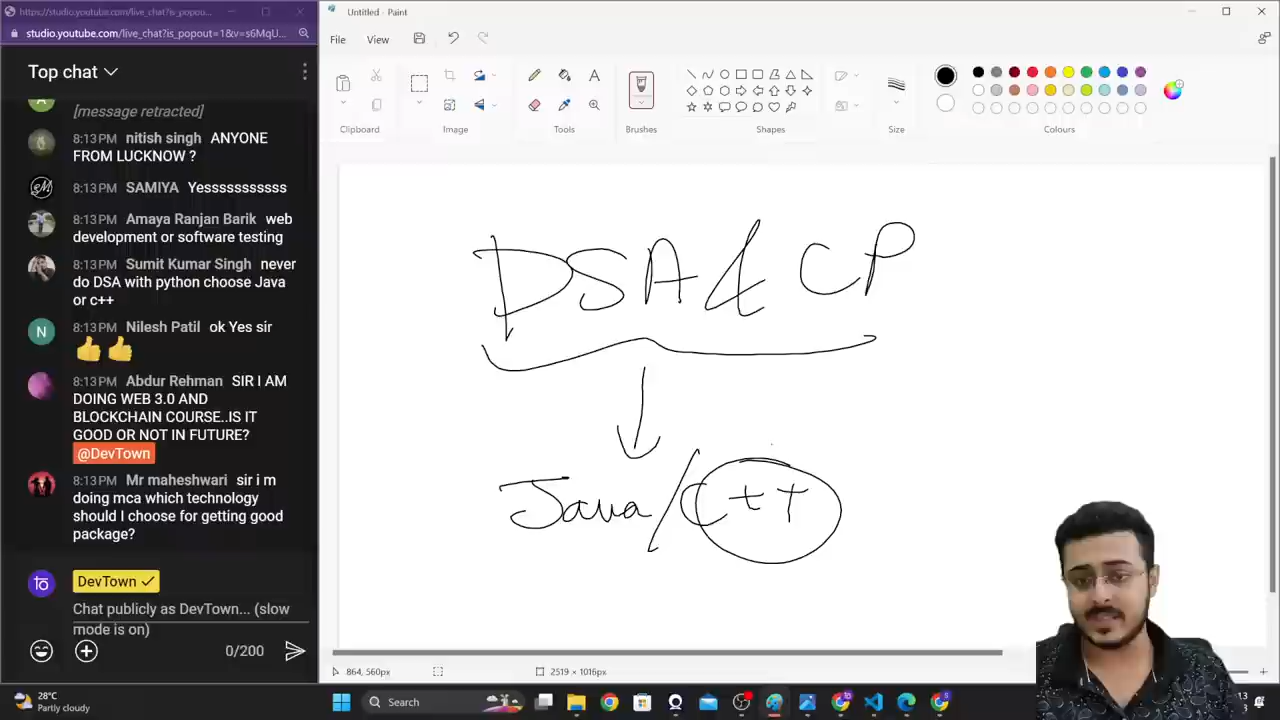 https://studio.youtube.com/live_chat?is_popou...
studio.youtube.com/live_chat?is_popout=1&v=s6MqU...
Top chat
[message retracted]
8:13 PM nitish singh ANYONE
FROM LUCKNOW ?
8:13 PM SAMIYA Yesssssssssss
8:13 PM Amaya Ranjan Barik web
development or software testing
8:13 PM Sumit Kumar Singh never
do DSA with python choose Java
or c++
8:13 PM Nilesh Patil ok Yes sir
8:13 PM Abdur Rehman SIR I AM
DOING WEB 3.0 AND
BLOCKCHAIN COURSE..IS IT
GOOD OR NOT IN FUTURE?
@DevTown
8:13 PM Mr maheshwari sir i m
doing mca which technology
should I choose for getting good
package?
DevTown
Chat publicly as DevTown... (slow
mode is on)
0/200
Untitled - Paint
File View
Clipboard Image Tools Brushes Shapes Size Colours
DSA & CP
Java/C++
864, 560px 2519 × 1016px
28°C
Partly cloudy
Search